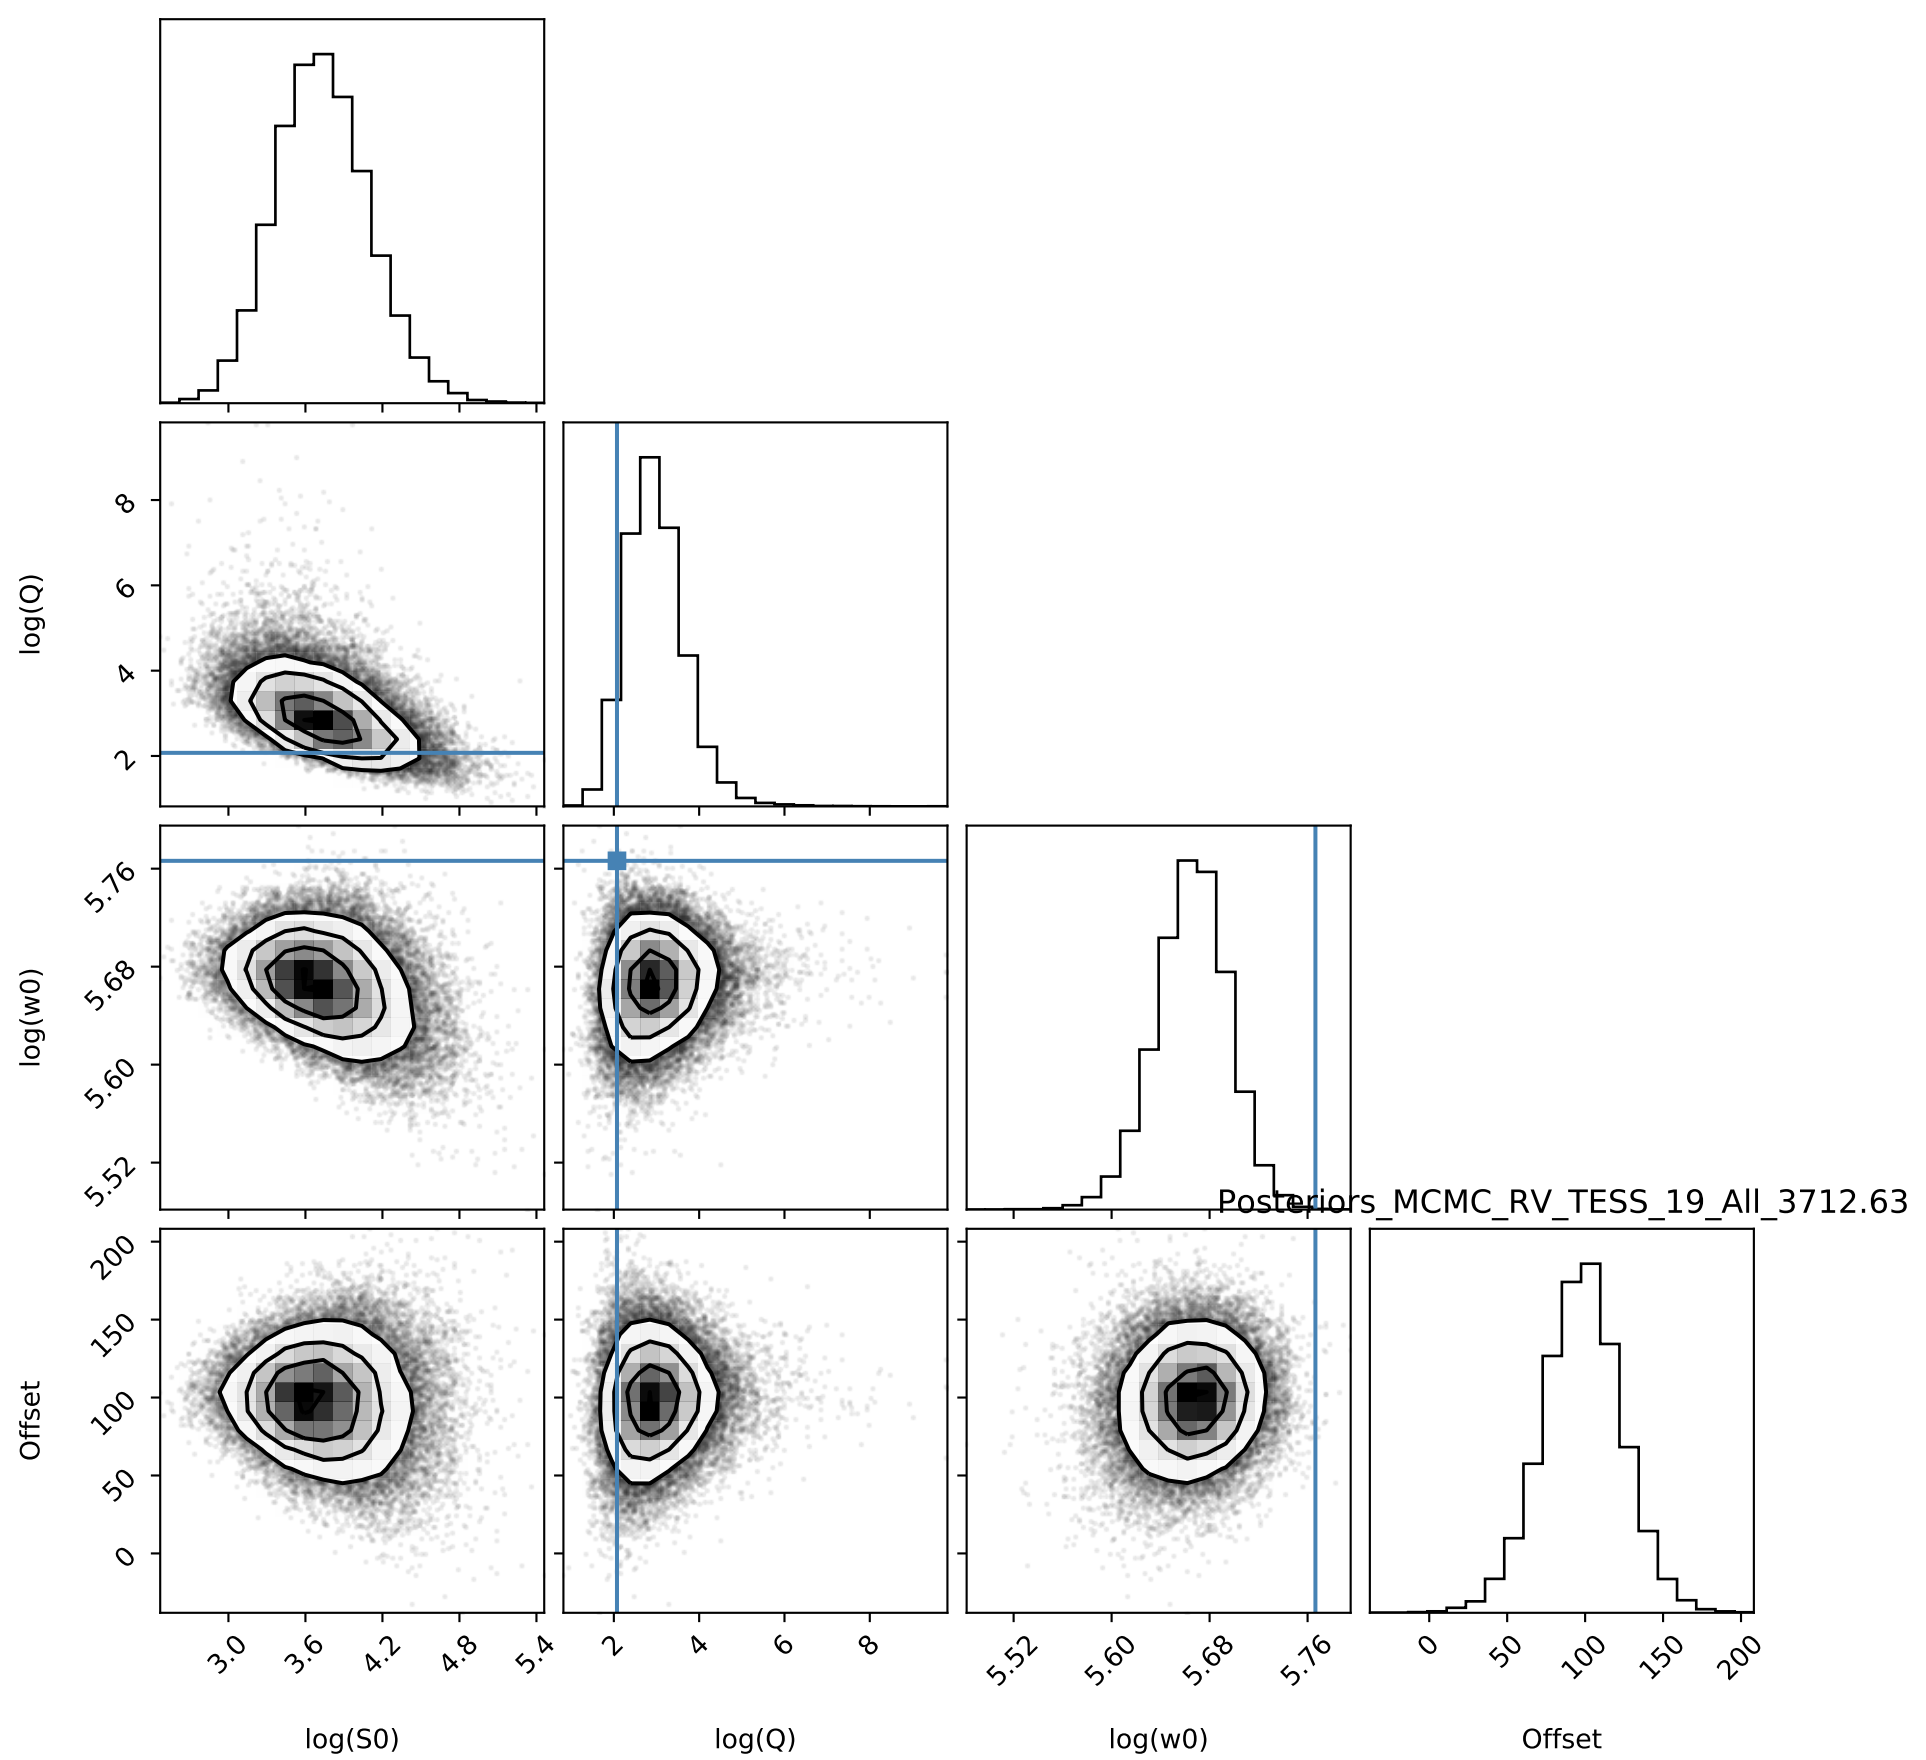 log(Q)
8
6
4
2
log(w0)
5.76
5.68
5.60
5.52
Posteriors_MCMC_RV_TESS_19_All_3712.63
Offset
200
150
100
50
0
3.0 3.6 4.2 4.8 5.4 2 4 6 8 5.52 5.60 5.68 5.76 0 50 100 150 200
log(S0) log(Q) log(w0) Offset